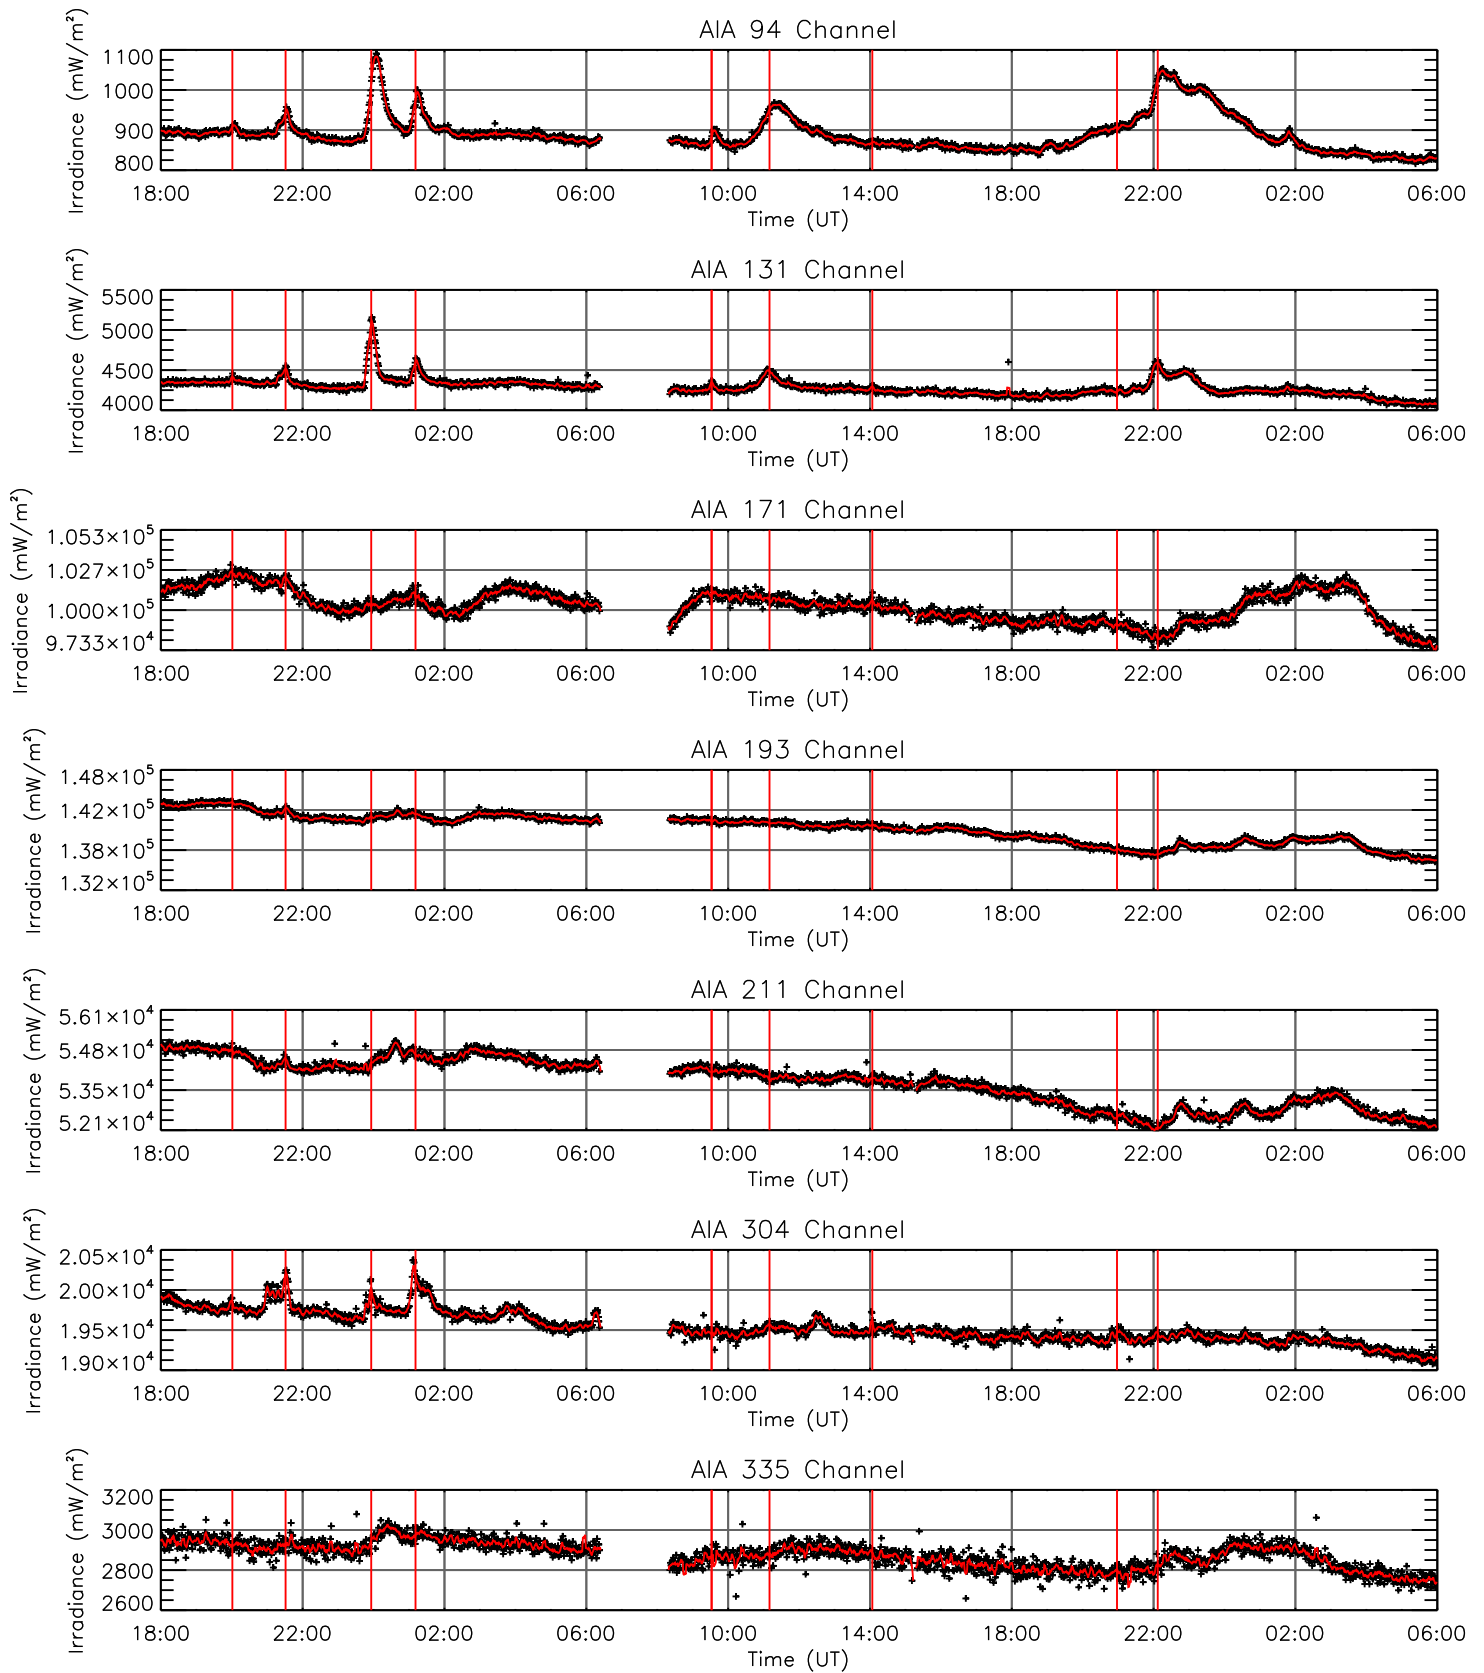 AIA 94 Channel
Irradiance (mW/m²)
1100
1000
900
800
18:00 22:00 02:00 06:00 10:00 14:00 18:00 22:00 02:00 06:00
Time (UT)
AIA 131 Channel
Irradiance (mW/m²)
5500
5000
4500
4000
18:00 22:00 02:00 06:00 10:00 14:00 18:00 22:00 02:00 06:00
Time (UT)
AIA 171 Channel
Irradiance (mW/m²)
1.053×10⁵
1.027×10⁵
1.000×10⁵
9.733×10⁴
18:00 22:00 02:00 06:00 10:00 14:00 18:00 22:00 02:00 06:00
Time (UT)
AIA 193 Channel
Irradiance (mW/m²)
1.48×10⁵
1.42×10⁵
1.38×10⁵
1.32×10⁵
18:00 22:00 02:00 06:00 10:00 14:00 18:00 22:00 02:00 06:00
Time (UT)
AIA 211 Channel
Irradiance (mW/m²)
5.61×10⁴
5.48×10⁴
5.35×10⁴
5.21×10⁴
18:00 22:00 02:00 06:00 10:00 14:00 18:00 22:00 02:00 06:00
Time (UT)
AIA 304 Channel
Irradiance (mW/m²)
2.05×10⁴
2.00×10⁴
1.95×10⁴
1.90×10⁴
18:00 22:00 02:00 06:00 10:00 14:00 18:00 22:00 02:00 06:00
Time (UT)
AIA 335 Channel
Irradiance (mW/m²)
3200
3000
2800
2600
18:00 22:00 02:00 06:00 10:00 14:00 18:00 22:00 02:00 06:00
Time (UT)